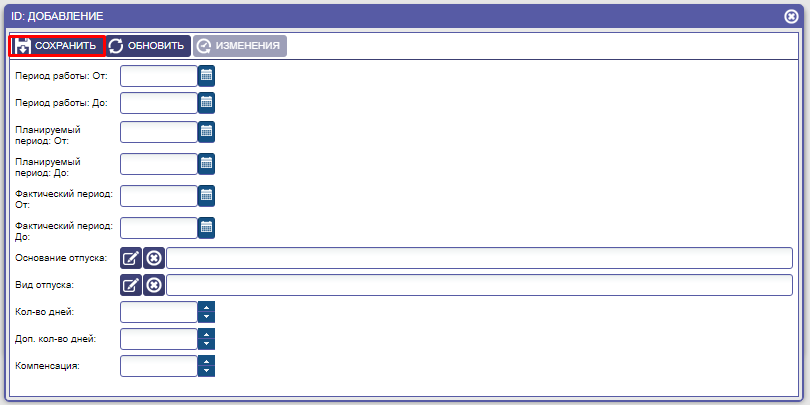 ID: ДОБАВЛЕНИЕ
СОХРАНИТЬ ОБНОВИТЬ ИЗМЕНЕНИЯ
Период работы: От:
Период работы: До:
Планируемый
период: От:
Планируемый
период: До:
Фактический период:
От:
Фактический период:
До:
Основание отпуска:
Вид отпуска:
Кол-во дней:
Доп. кол-во дней:
Компенсация: